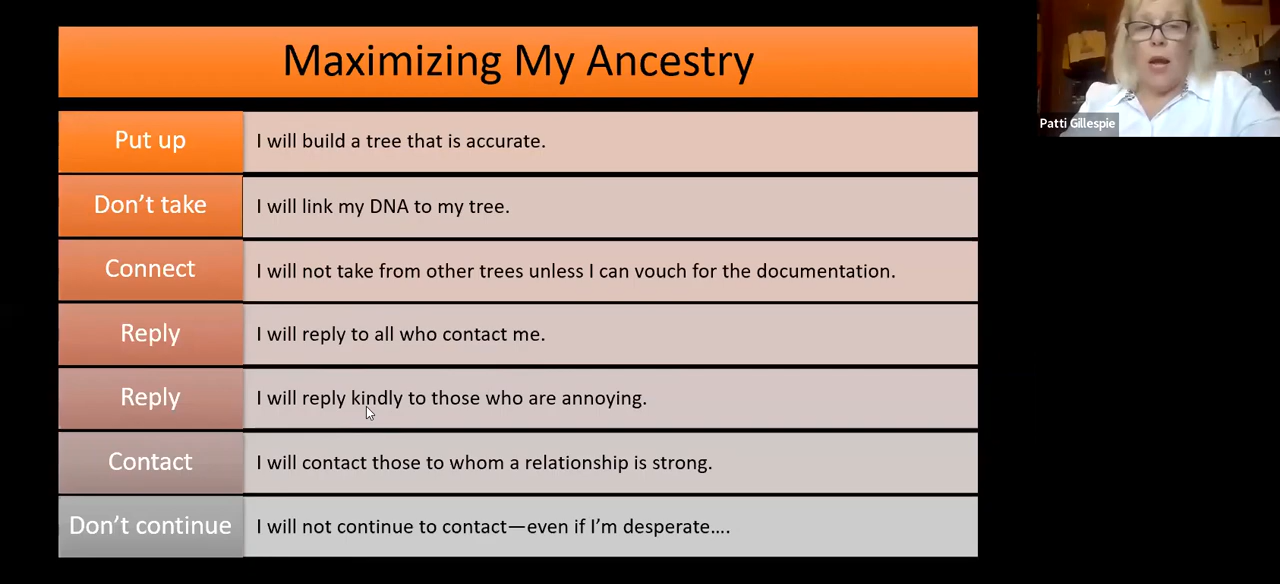 Maximizing My Ancestry
Patti Gillespie
Put up
I will build a tree that is accurate.
Don’t take
I will link my DNA to my tree.
Connect
I will not take from other trees unless I can vouch for the documentation.
Reply
I will reply to all who contact me.
Reply
I will reply kindly to those who are annoying.
Contact
I will contact those to whom a relationship is strong.
Don’t continue
I will not continue to contact—even if I’m desperate….